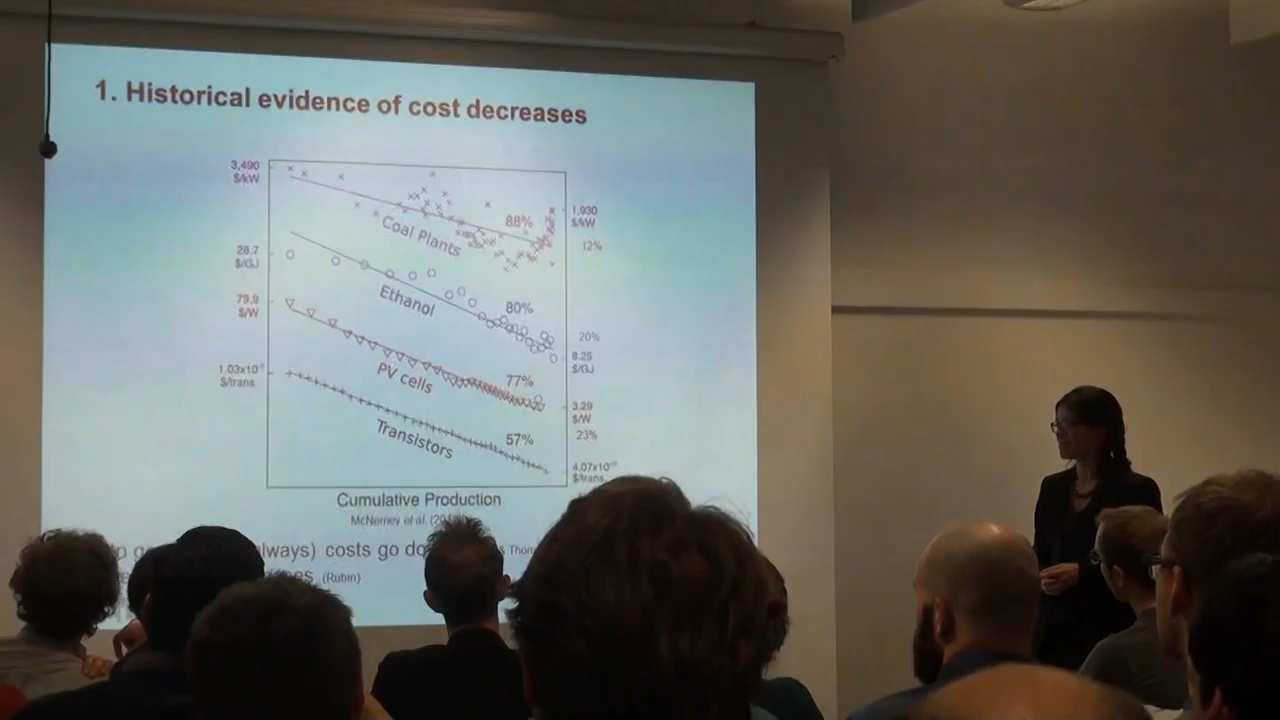 1. Historical evidence of cost decreases
3,490
$/kW
1,930
$/kW
88%
Coal Plants
12%
28.7
$/GJ
Ethanol
80%
20%
8.25
$/GJ
79.9
$/W
PV cells
77%
3.29
$/W
23%
1.03x10
$/trans
Transistors
57%
4.07x10
$/trans
Cumulative Production
McNerney et al.
always) costs go
(Rubin)